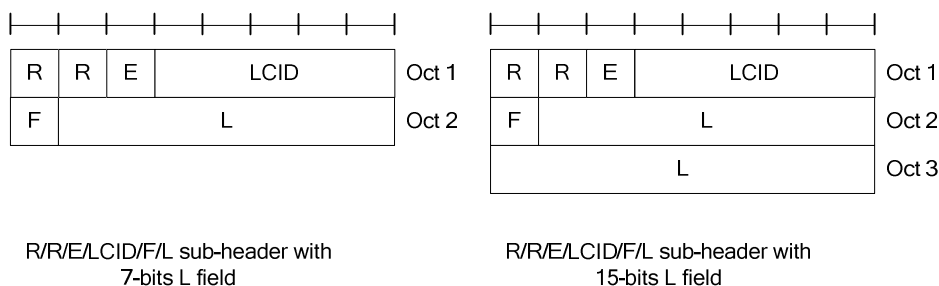 R R E LCID Oct 1
F L Oct 2
R/R/E/LCID/F/L sub-header with
7-bits L field
R R E LCID Oct 1
F L Oct 2
L Oct 3
R/R/E/LCID/F/L sub-header with
15-bits L field